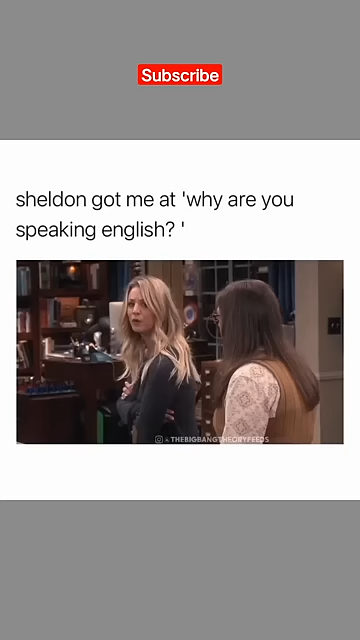 Subscribe
sheldon got me at 'why are you
speaking english? '
& THEBIGBANGTHEORYFEEDS